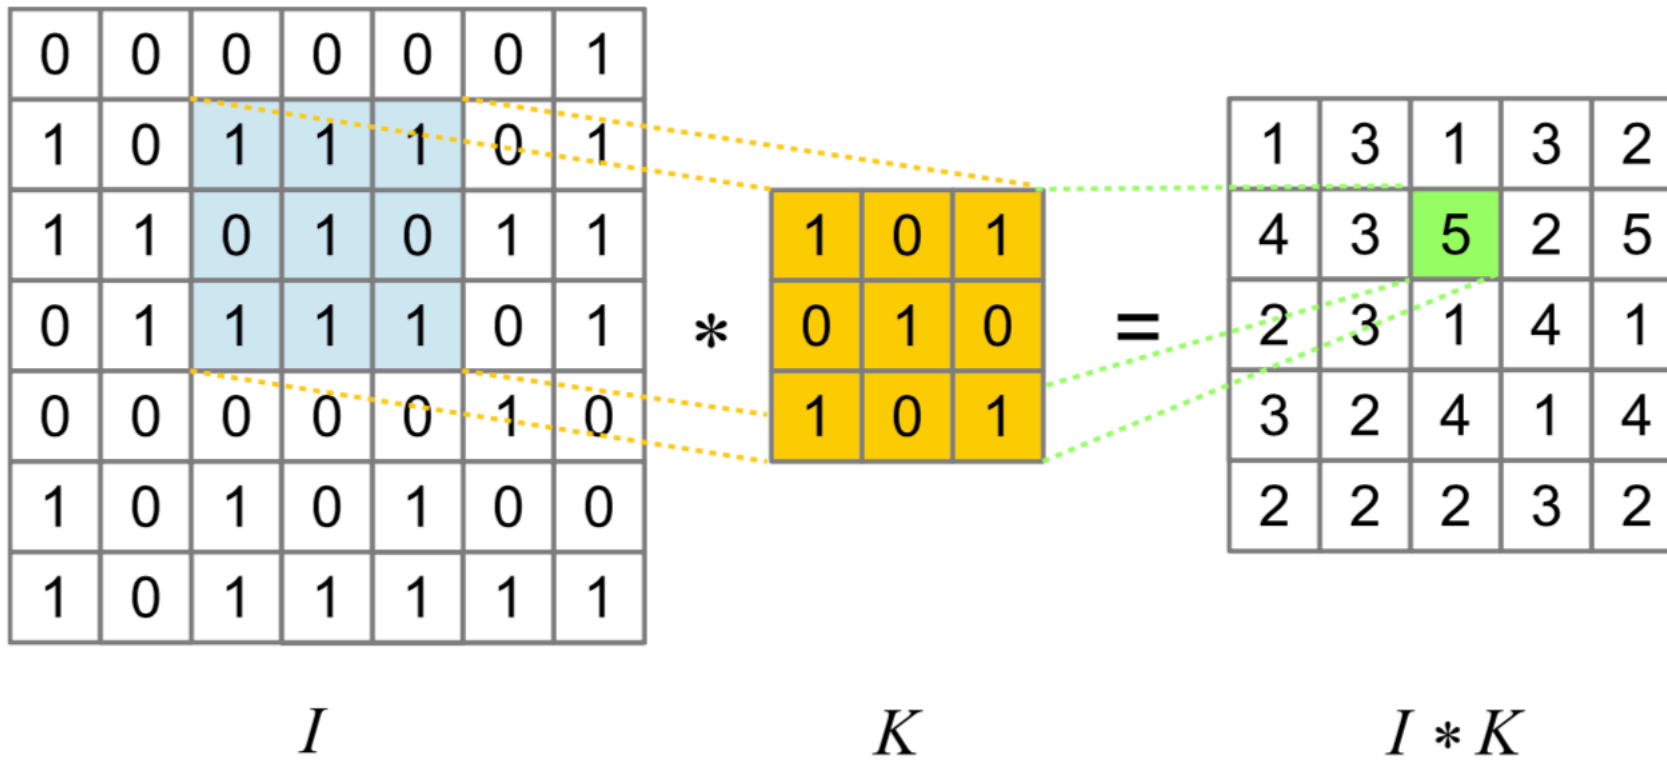 0 0 0 0 0 0 1
1 0 1 1 1 0 1 1 3 1 3 2
1 1 0 1 0 1 1 1 0 1 4 3 5 2 5
0 1 1 1 1 0 1 * 0 1 0 = 2 3 1 4 1
0 0 0 0 0 1 0 1 0 1 3 2 4 1 4
1 0 1 0 1 0 0 2 2 2 3 2
1 0 1 1 1 1 1
I K I * K